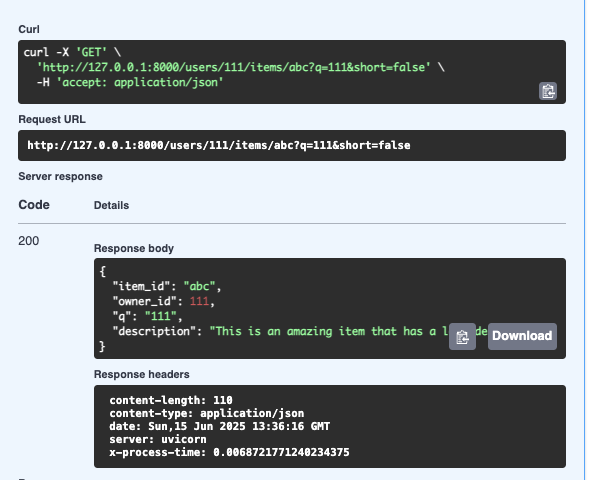 Curl
curl -X 'GET' \
'http://127.0.0.1:8000/users/111/items/abc?q=111&short=false' \
-H 'accept: application/json'
Request URL
http://127.0.0.1:8000/users/111/items/abc?q=111&short=false
Server response
Code Details
200
Response body
{
"item_id": "abc",
"owner_id": 111,
"q": "111",
"description": "This is an amazing item that has a
}
Download
Response headers
content-length: 110
content-type: application/json
date: Sun,15 Jun 2025 13:36:16 GMT
server: uvicorn
x-process-time: 0.0068721771240234375